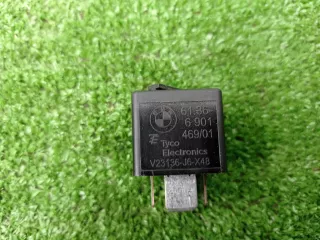 61.36
6 901
469/01
Tyco
Electronics
V23136-J6-X48